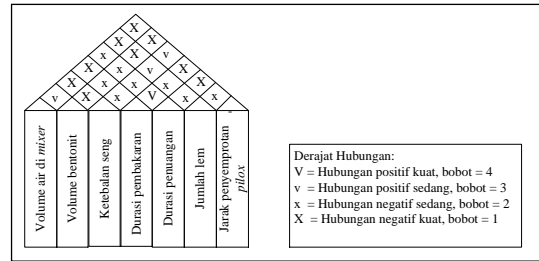 X
X X
x X v
X x v X
X x x x X
v X x V x x
Volume air di mixer
Volume bentonit
Ketebalan seng
Durasi pembakaran
Durasi penuangan
Jumlah lem
Jarak penyemprotan
pilox
Derajat Hubungan:
V = Hubungan positif kuat, bobot = 4
v = Hubungan positif sedang, bobot = 3
x = Hubungan negatif sedang, bobot = 2
X = Hubungan negatif kuat, bobot = 1